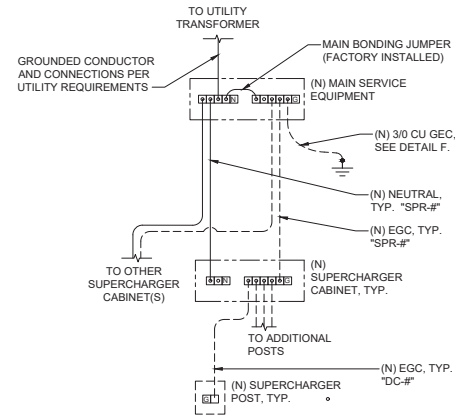 TO UTILITY
TRANSFORMER
GROUNDED CONDUCTOR
AND CONNECTIONS PER
UTILITY REQUIREMENTS
MAIN BONDING JUMPER
(FACTORY INSTALLED)
(N) MAIN SERVICE
EQUIPMENT
N
G
(N) 3/0 CU GEC,
SEE DETAIL F.
(N) NEUTRAL,
TYP. "SPR-#"
(N) EGC, TYP.
"SPR-#"
TO OTHER
SUPERCHARGER
CABINET(S)
(N)
SUPERCHARGER
CABINET, TYP.
N
G
TO ADDITIONAL
POSTS
(N) EGC, TYP.
"DC-#"
(N) SUPERCHARGER
POST, TYP.
G